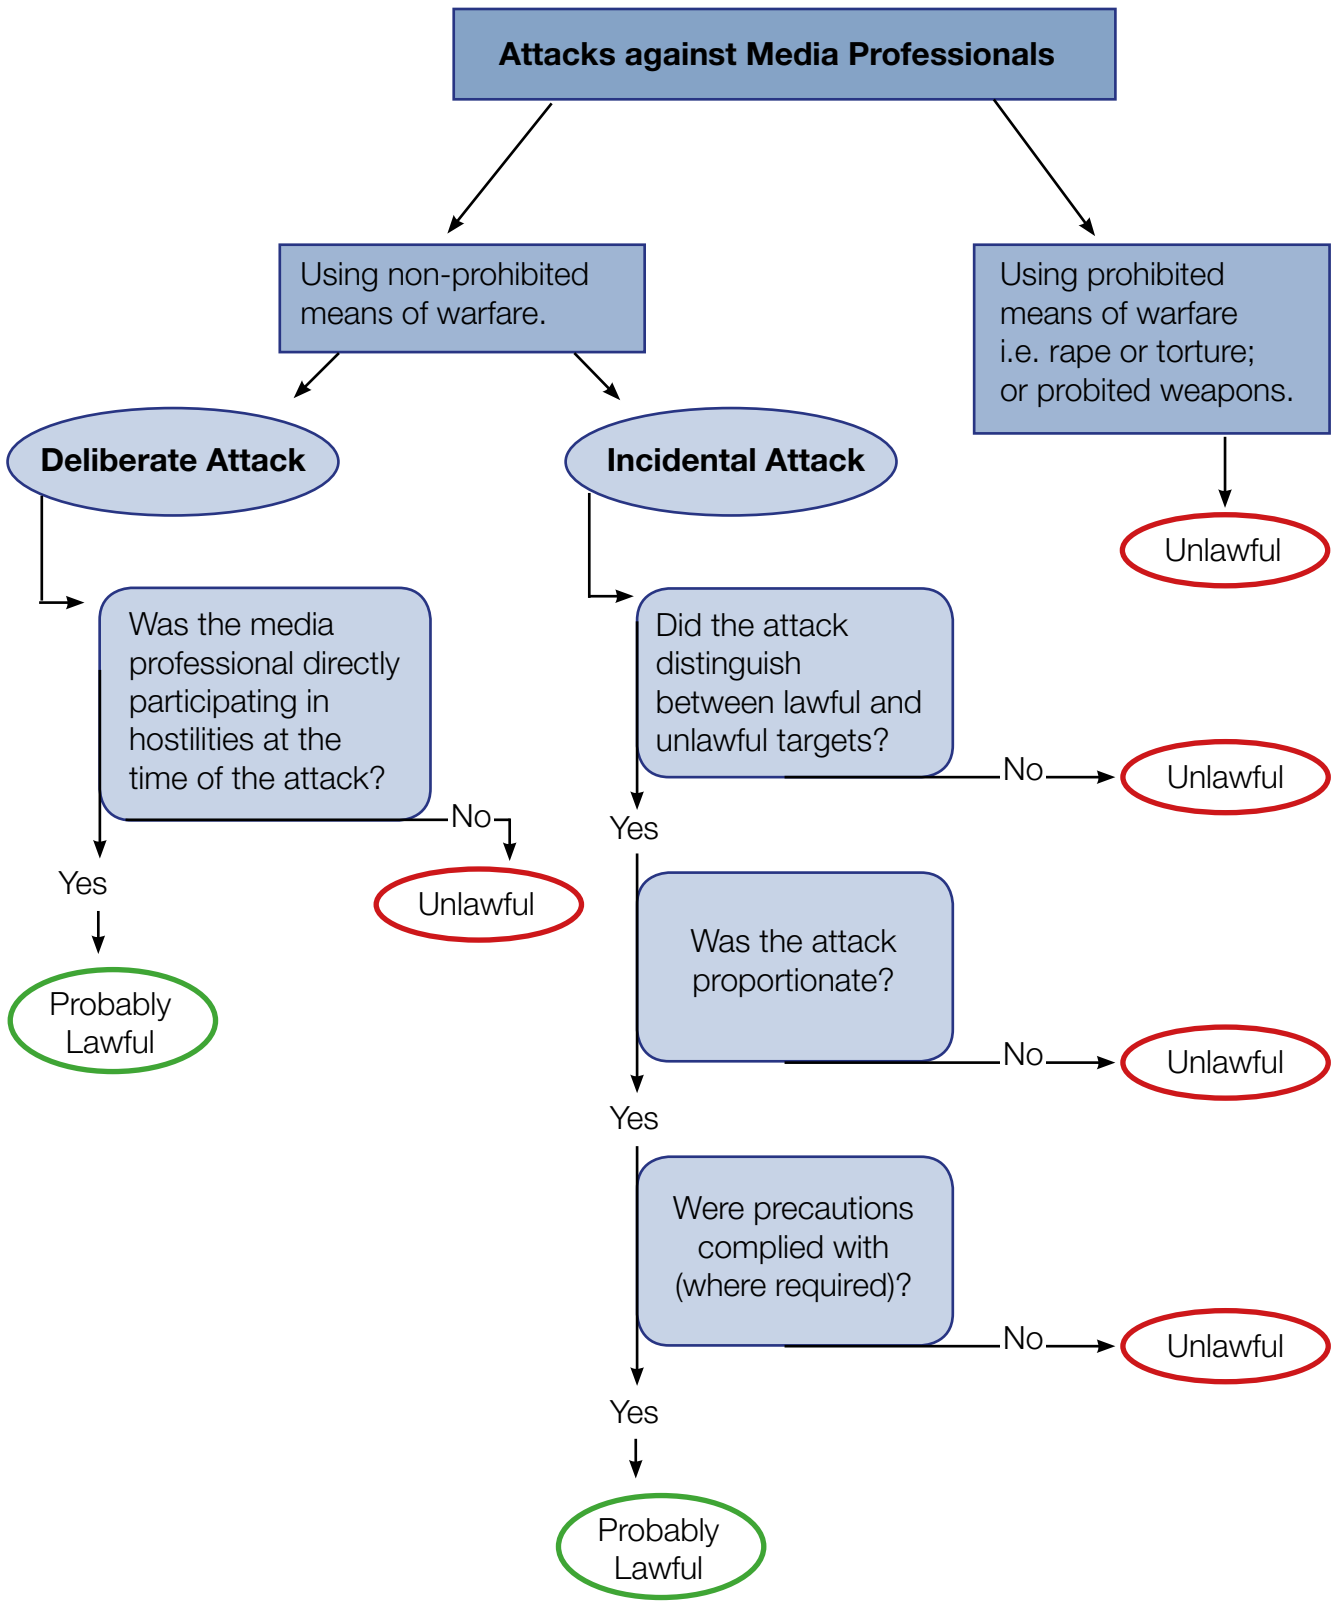 Attacks against Media Professionals
Using non-prohibited
means of warfare.
Using prohibited
means of warfare
i.e. rape or torture;
or probited weapons.
Deliberate Attack
Incidental Attack
Unlawful
Was the media
professional directly
participating in
hostilities at the
time of the attack?
No
Unlawful
Yes
Probably
Lawful
Did the attack
distinguish
between lawful and
unlawful targets?
No
Unlawful
Yes
Was the attack
proportionate?
No
Unlawful
Yes
Were precautions
complied with
(where required)?
No
Unlawful
Yes
Probably
Lawful